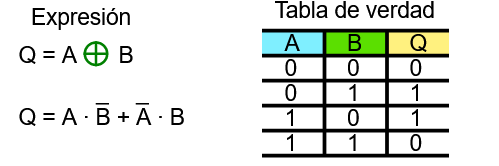 Expresión
Q = A ⊕ B
Q = A · B̅ + A̅ · B
Tabla de verdad
A B Q
0 0 0
0 1 1
1 0 1
1 1 0